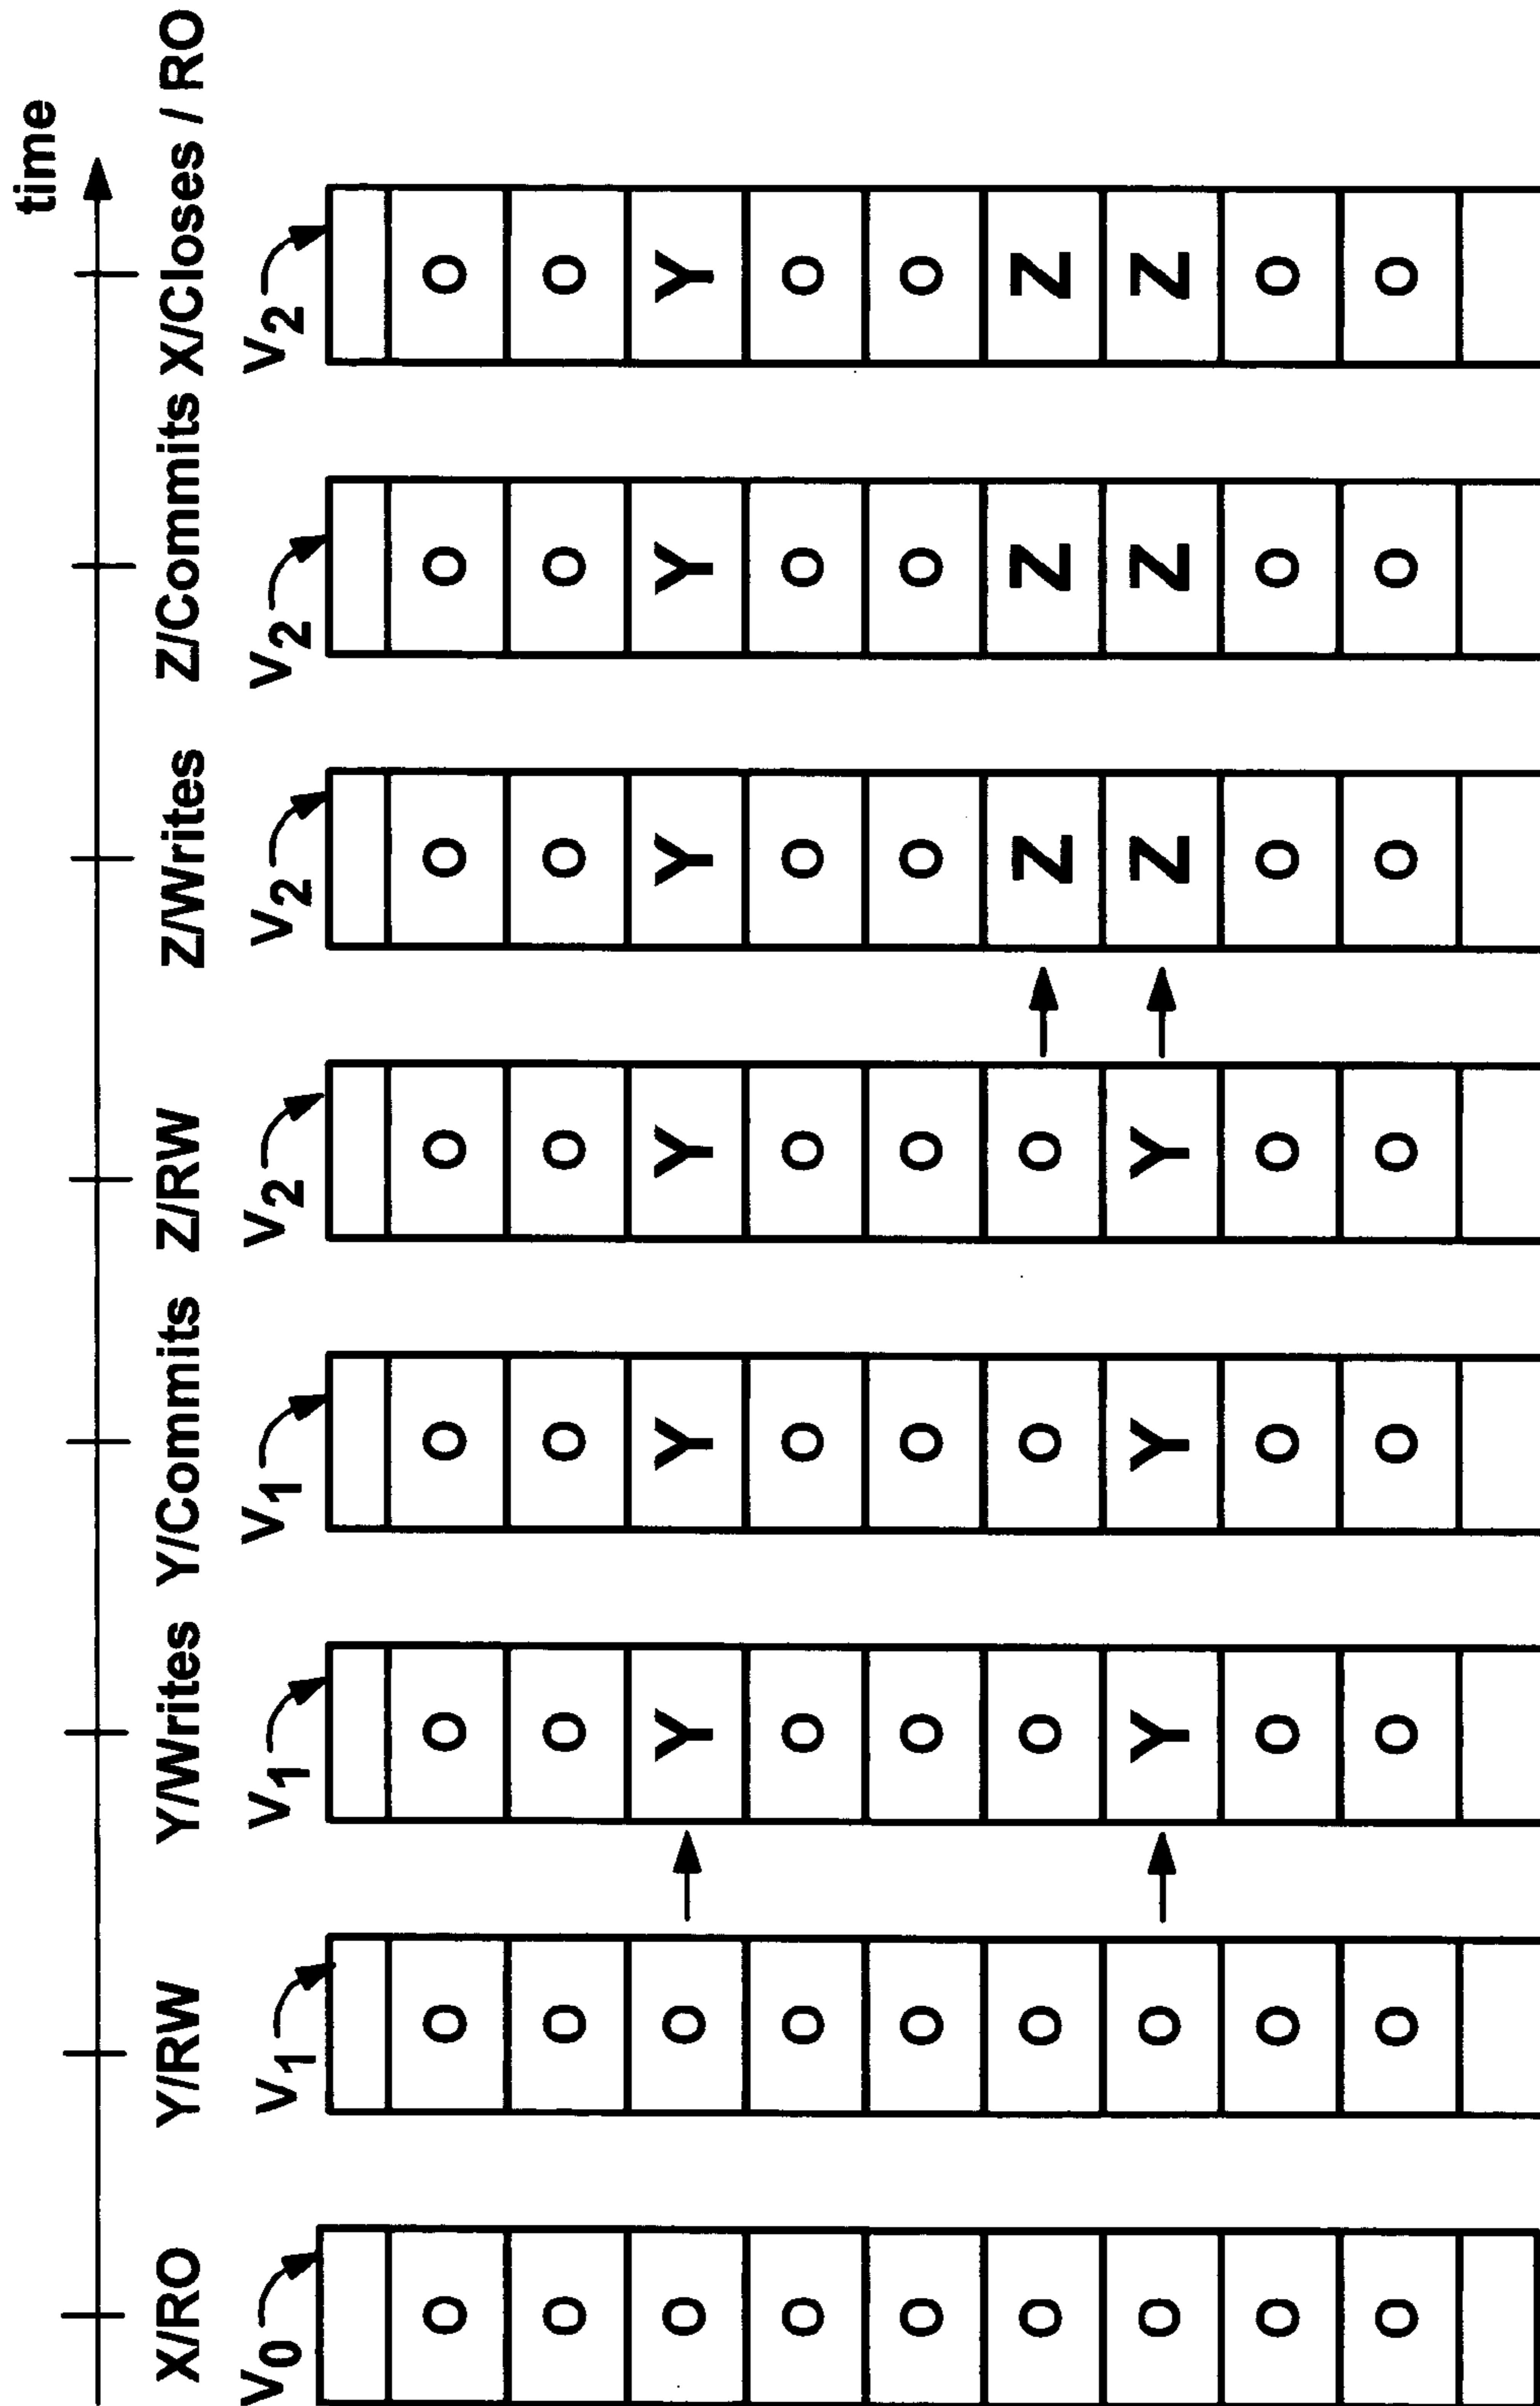 time
X/RO Y/RW Y/Writes Y/Commits Z/RW Z/Writes Z/Commits X/Closes / RO
V0 V1 V1 V1 V2 V2 V2 V2
O O O O O O O O
O O O O O O O O
O O Y Y Y Y Y Y
O O O O O O O O
O O O O O O O O
O O O O O Z Z Z
O O Y Y Y Z Z Z
O O O O O O O O
O O O O O O O O